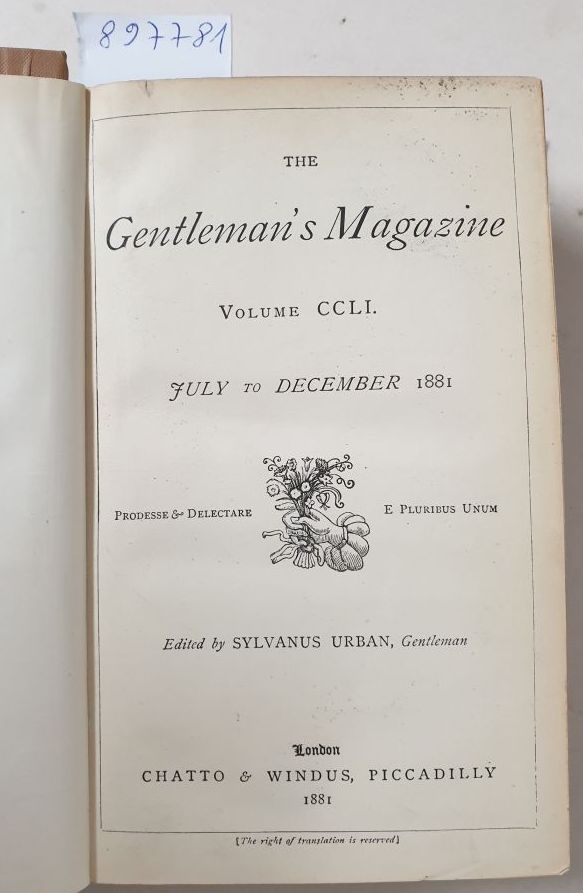 897781
THE
Gentleman's Magazine
VOLUME CCLI.
JULY TO DECEMBER 1881
PRODESSE & DELECTARE E PLURIBUS UNUM
Edited by SYLVANUS URBAN, Gentleman
London
CHATTO & WINDUS, PICCADILLY
1881
[The right of translation is reserved]